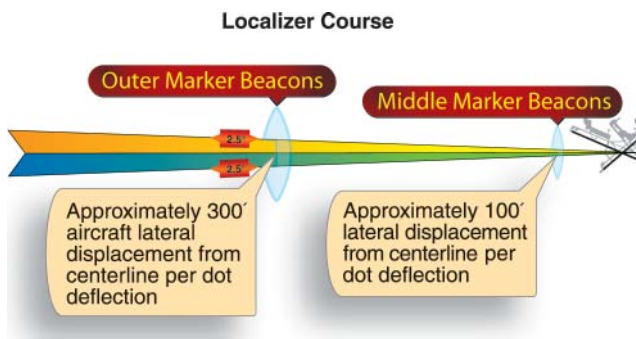 Localizer Course
Outer Marker Beacons
Middle Marker Beacons
2.5°
2.5°
Approximately 300´
aircraft lateral
displacement from
centerline per dot
deflection
Approximately 100´
lateral displacement
from centerline per
dot deflection